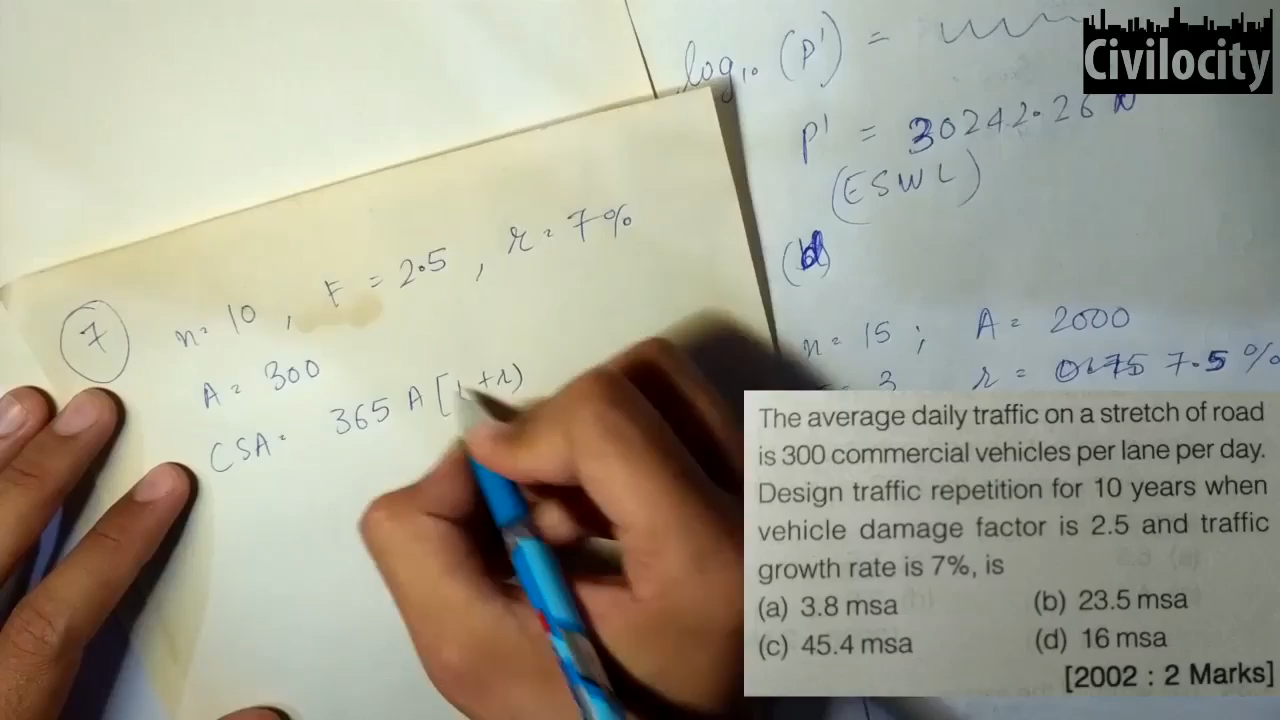 Civilocity
log₁₀ (P') =
P' = 30242.26 N
(ESWL)
(d)
n = 15 ; A = 2000
= 3 r = 7.5 %
7
n = 10 , F = 2.5 , r = 7%
A = 300
CSA = 365 A [(1+r)
The average daily traffic on a stretch of road
is 300 commercial vehicles per lane per day.
Design traffic repetition for 10 years when
vehicle damage factor is 2.5 and traffic
growth rate is 7%, is
(a) 3.8 msa (b) 23.5 msa
(c) 45.4 msa (d) 16 msa
[2002 : 2 Marks]